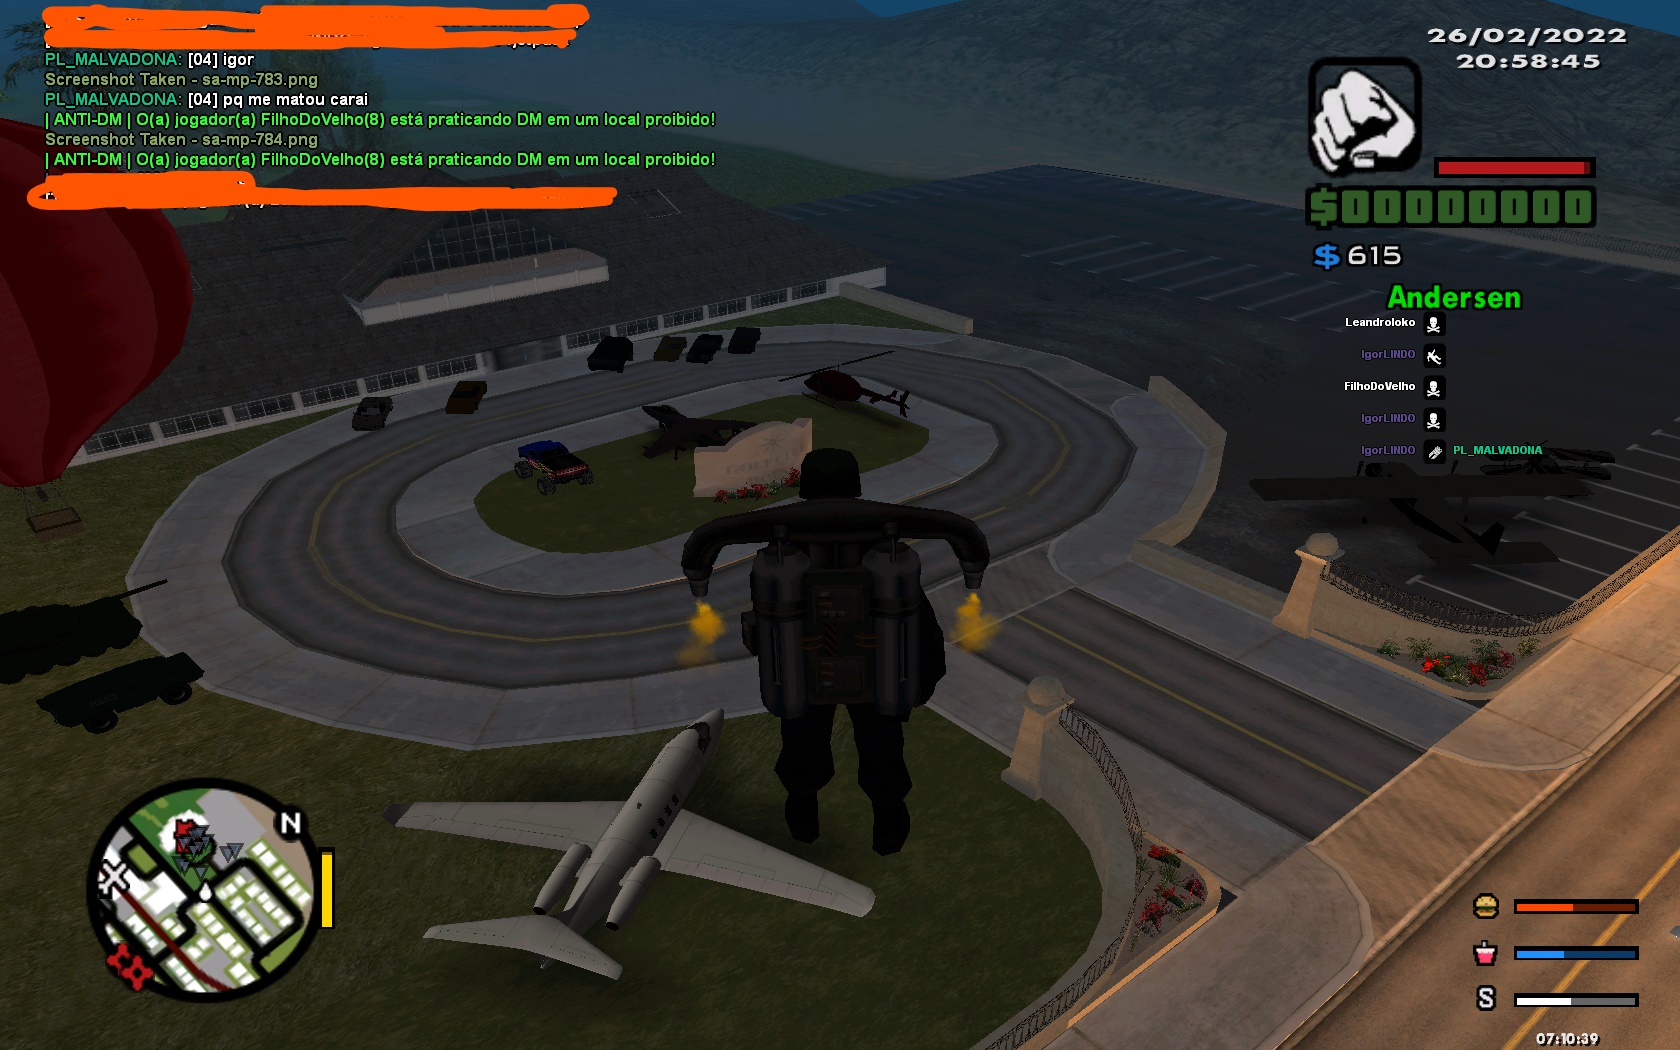 PL_MALVADONA: [04] igor
Screenshot Taken - sa-mp-783.png
PL_MALVADONA: [04] pq me matou carai
| ANTI-DM | O(a) jogador(a) FilhoDoVelho(8) está praticando DM em um local proibido!
Screenshot Taken - sa-mp-784.png
| ANTI-DM | O(a) jogador(a) FilhoDoVelho(8) está praticando DM em um local proibido!
26/02/2022
20:58:45
$00000000
$ 615
Andersen
Leandroloko
IgorLINDO
FilhoDoVelho
IgorLINDO
IgorLINDO PL_MALVADONA
N
S
07:10:39